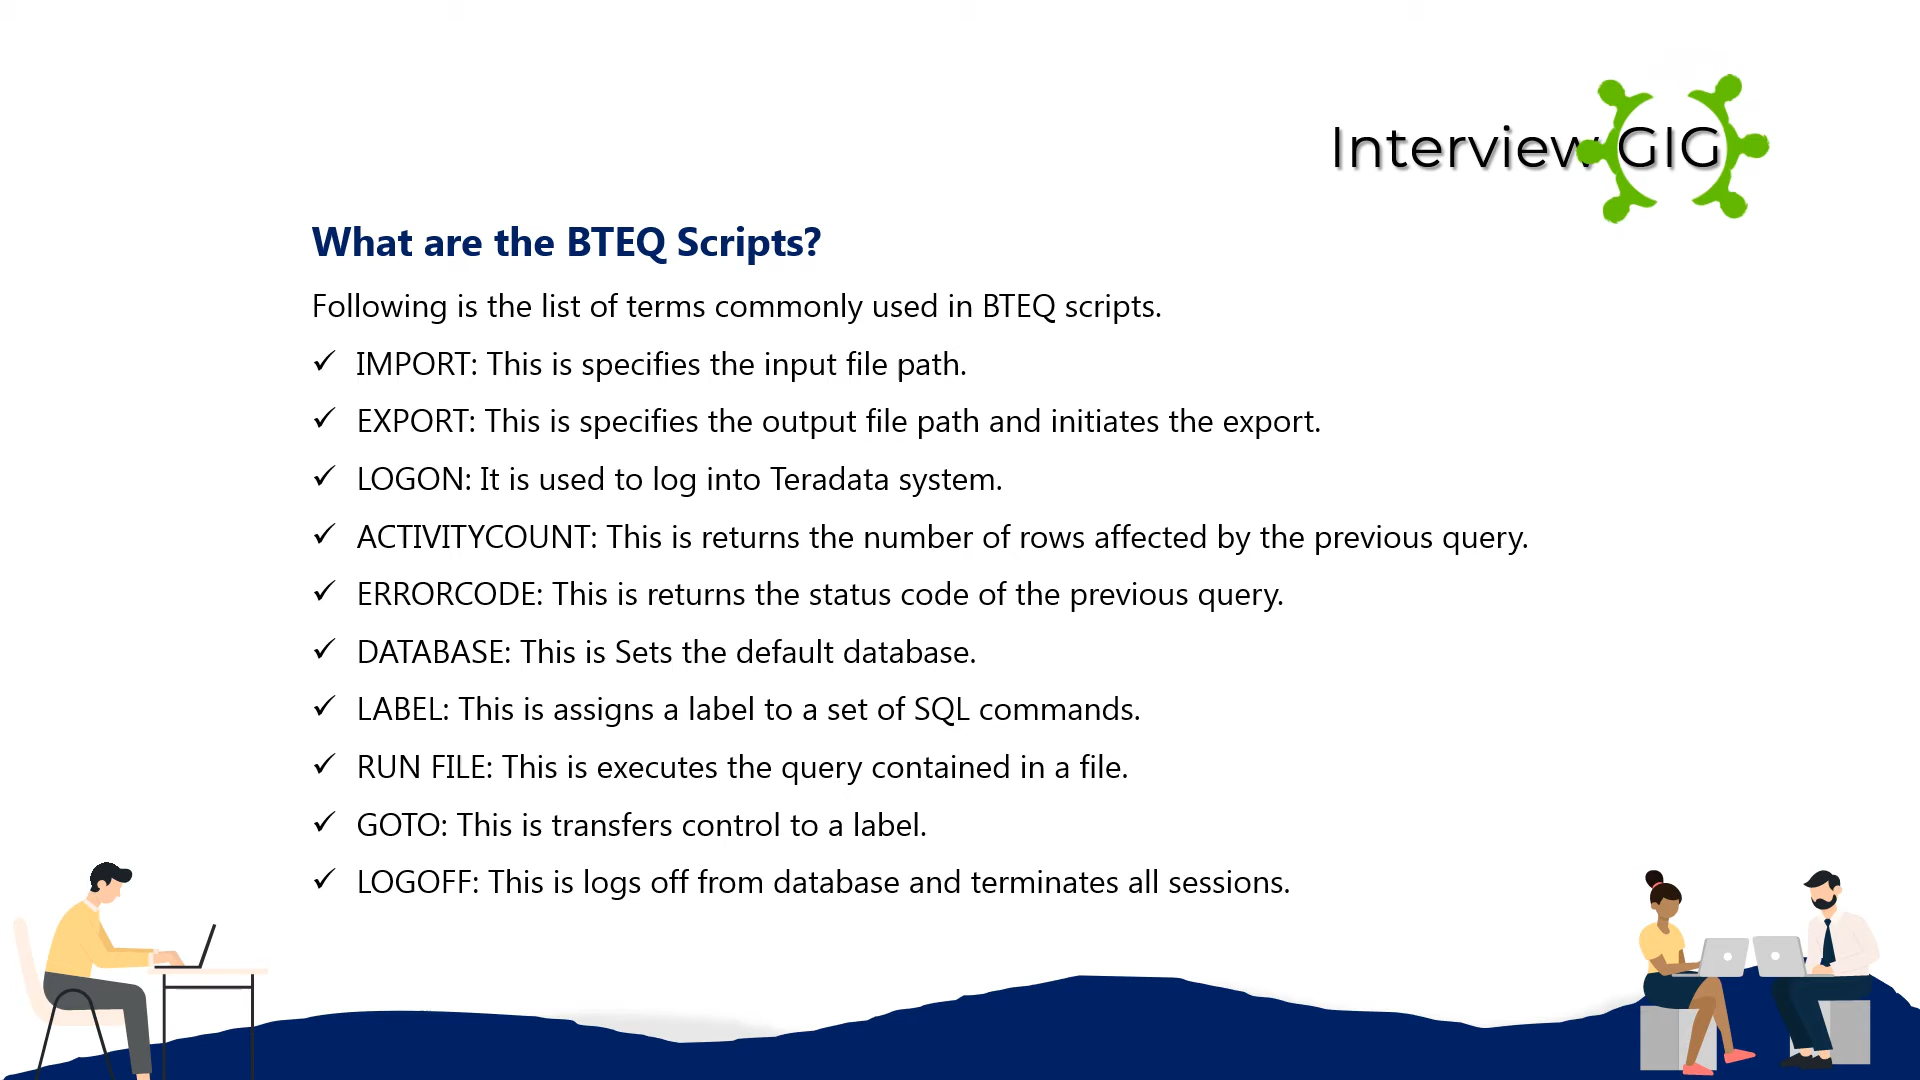 Interview GIG
What are the BTEQ Scripts?
Following is the list of terms commonly used in BTEQ scripts.
✓ IMPORT: This is specifies the input file path.
✓ EXPORT: This is specifies the output file path and initiates the export.
✓ LOGON: It is used to log into Teradata system.
✓ ACTIVITYCOUNT: This is returns the number of rows affected by the previous query.
✓ ERRORCODE: This is returns the status code of the previous query.
✓ DATABASE: This is Sets the default database.
✓ LABEL: This is assigns a label to a set of SQL commands.
✓ RUN FILE: This is executes the query contained in a file.
✓ GOTO: This is transfers control to a label.
✓ LOGOFF: This is logs off from database and terminates all sessions.